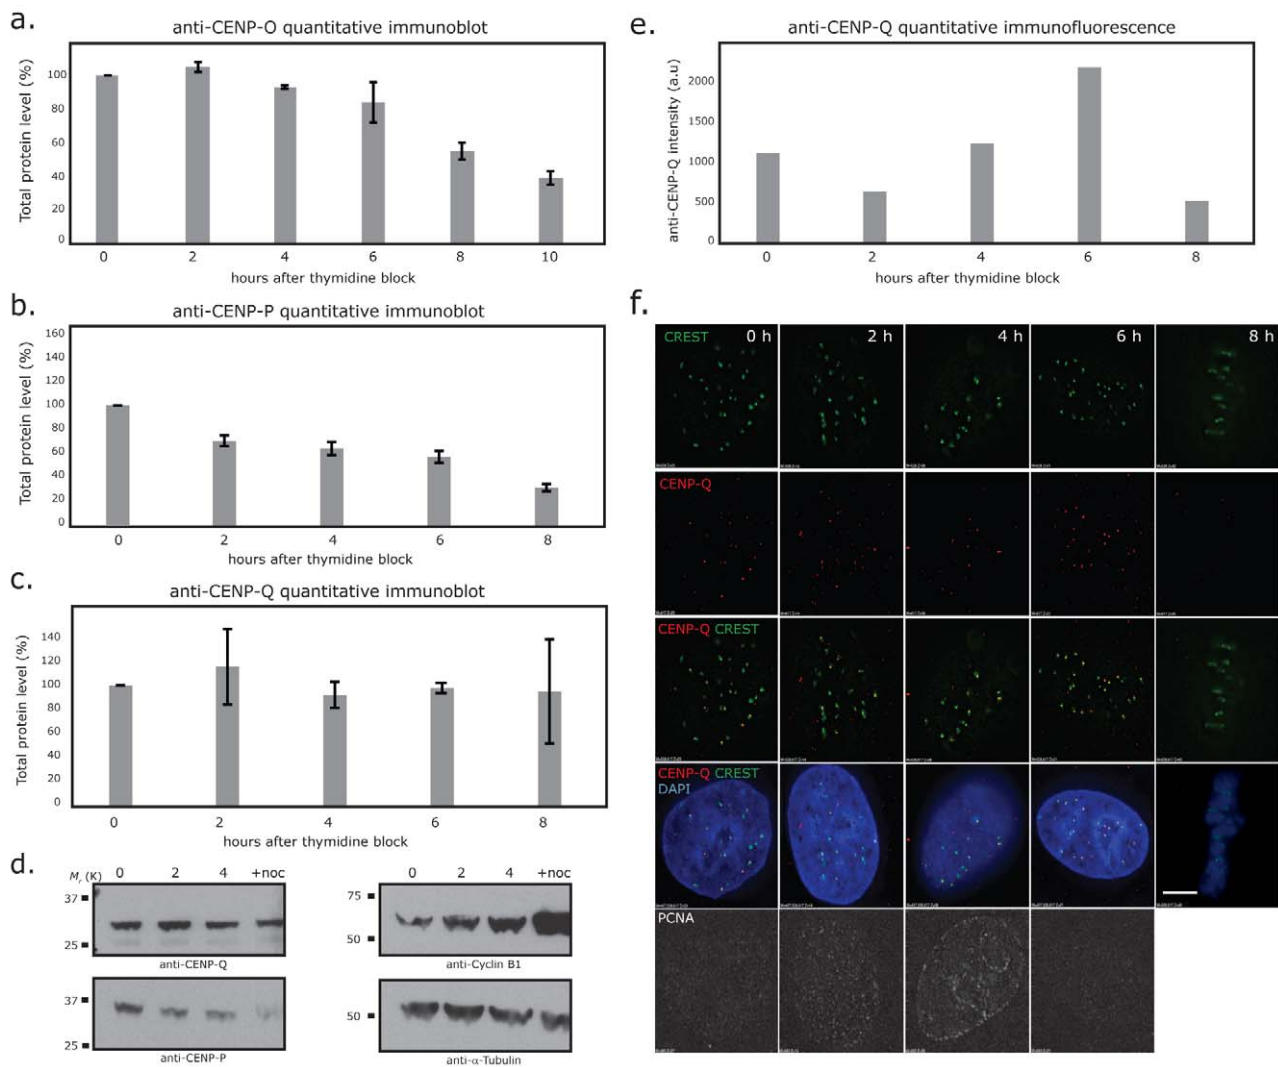 a.
anti-CENP-O quantitative immunoblot
Total protein level (%)
100
80
60
40
20
0
0 2 4 6 8 10
hours after thymidine block
b.
anti-CENP-P quantitative immunoblot
Total protein level (%)
160
140
120
100
80
60
40
20
0
0 2 4 6 8
hours after thymidine block
c.
anti-CENP-Q quantitative immunoblot
Total protein level (%)
140
120
100
80
60
40
20
0
0 2 4 6 8
hours after thymidine block
d.
Mr (K) 0 2 4 +noc
37
25
anti-CENP-Q
37
25
anti-CENP-P
0 2 4 +noc
75
50
anti-Cyclin B1
50
anti-α-Tubulin
e.
anti-CENP-Q quantitative immunofluorescence
anti-CENP-Q intensity (a.u)
2000
1500
1000
500
0
0 2 4 6 8
hours after thymidine block
f.
CREST 0 h 2 h 4 h 6 h 8 h
CENP-Q
CENP-Q CREST
CENP-Q CREST
DAPI
PCNA